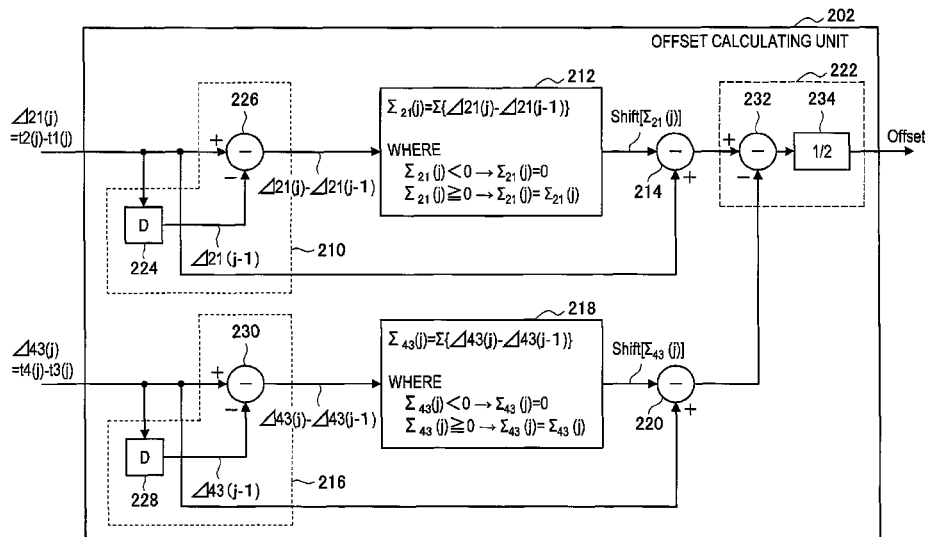 202
OFFSET CALCULATING UNIT
⊿21(j)
=t2(j)-t1(j)
226
+
−
−
⊿21(j)-⊿21(j-1)
D
224
⊿21(j-1)
210
212
Σ21(j)=Σ{⊿21(j)-⊿21(j-1)}
WHERE
Σ21(j)<0→Σ21(j)=0
Σ21(j)≧0→Σ21(j)=Σ21(j)
Shift[Σ21(j)]
−
214
+
222
232
234
+
−
−
1/2
Offset
⊿43(j)
=t4(j)-t3(j)
230
+
−
−
⊿43(j)-⊿43(j-1)
D
228
⊿43(j-1)
216
218
Σ43(j)=Σ{⊿43(j)-⊿43(j-1)}
WHERE
Σ43(j)<0→Σ43(j)=0
Σ43(j)≧0→Σ43(j)=Σ43(j)
Shift[Σ43(j)]
−
220
+